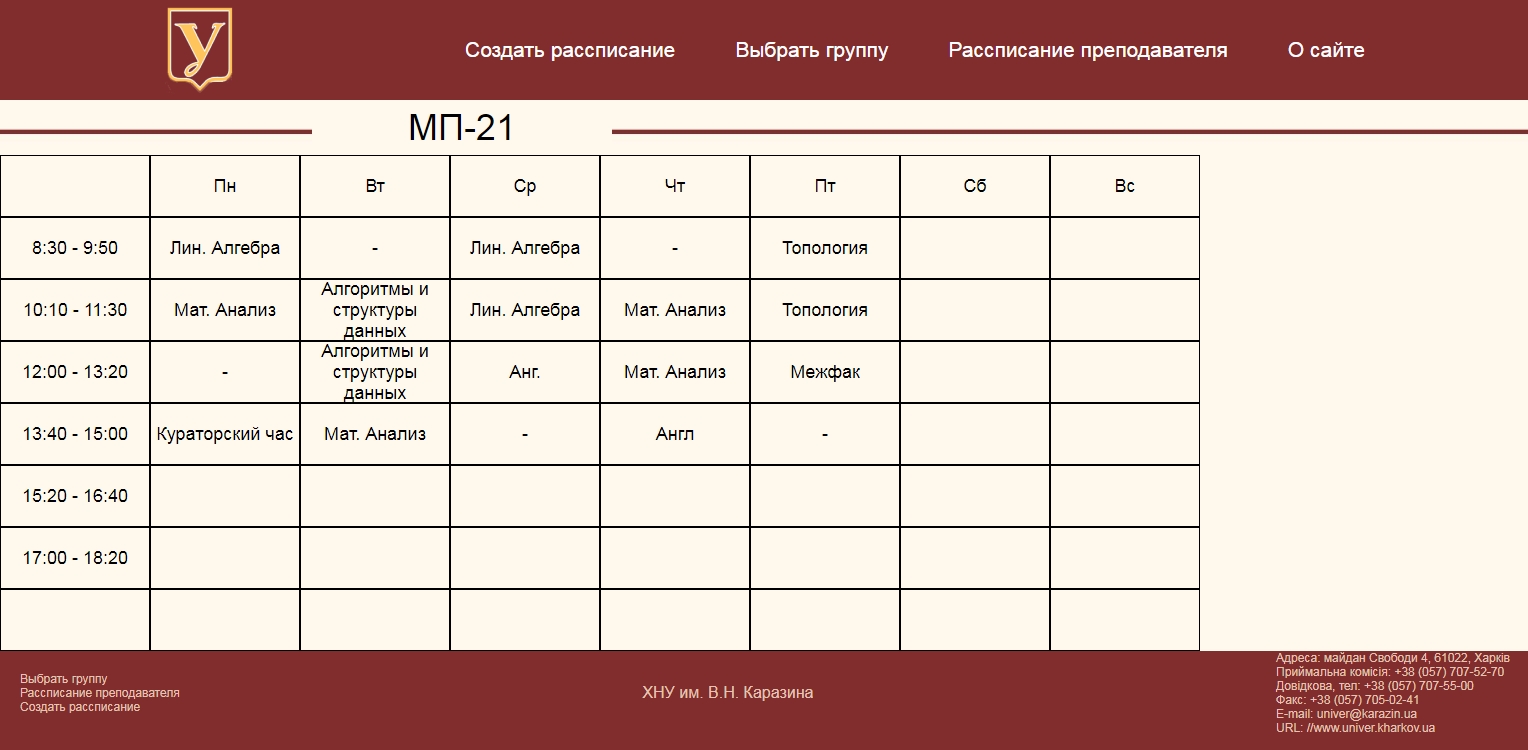 У
Создать рассписание Выбрать группу Рассписание преподавателя О сайте
МП-21
Пн Вт Ср Чт Пт Сб Вс
8:30 - 9:50 Лин. Алгебра - Лин. Алгебра - Топология
10:10 - 11:30 Мат. Анализ Алгоритмы и структуры данных Лин. Алгебра Мат. Анализ Топология
12:00 - 13:20 - Алгоритмы и структуры данных Анг. Мат. Анализ Межфак
13:40 - 15:00 Кураторский час Мат. Анализ - Англ -
15:20 - 16:40
17:00 - 18:20
Выбрать группу
Рассписание преподавателя
Создать рассписание
ХНУ им. В.Н. Каразина
Адреса: майдан Свободи 4, 61022, Харків
Приймальна комісія: +38 (057) 707-52-70
Довідкова, тел: +38 (057) 707-55-00
Факс: +38 (057) 705-02-41
E-mail: univer@karazin.ua
URL: //www.univer.kharkov.ua